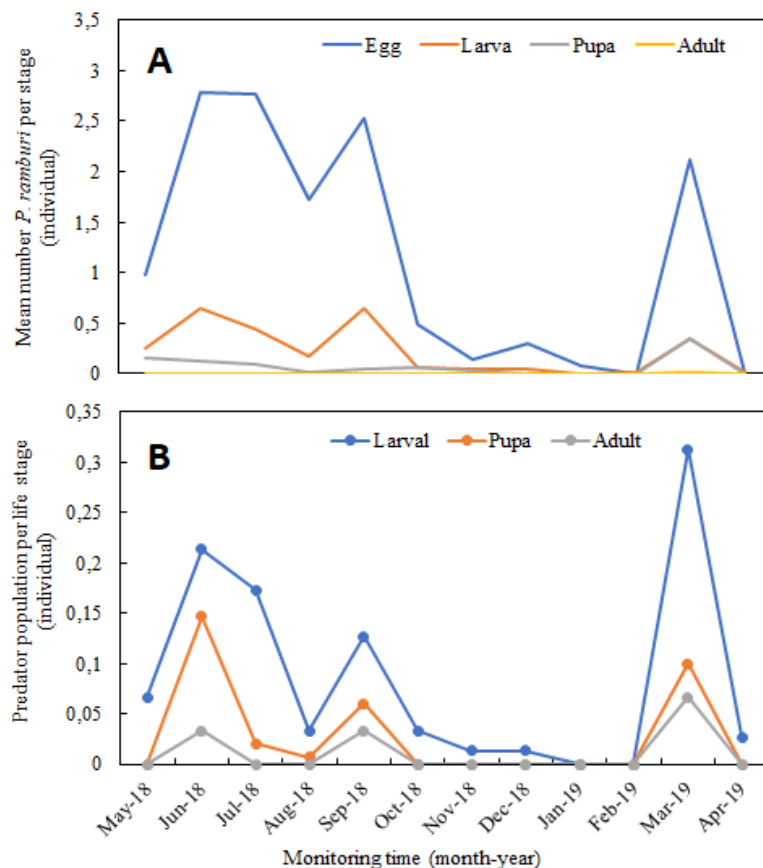 3,5
A
Egg Larva Pupa Adult
3
2,5
2
1,5
1
0,5
0
Mean number P. ramburi per stage
(individual)
0,35
B
Larval Pupa Adult
0,3
0,25
0,2
0,15
0,1
0,05
0
Predator population per life stage
(individual)
May-18 Jun-18 Jul-18 Aug-18 Sep-18 Oct-18 Nov-18 Dec-18 Jan-19 Feb-19 Mar-19 Apr-19
Monitoring time (month-year)